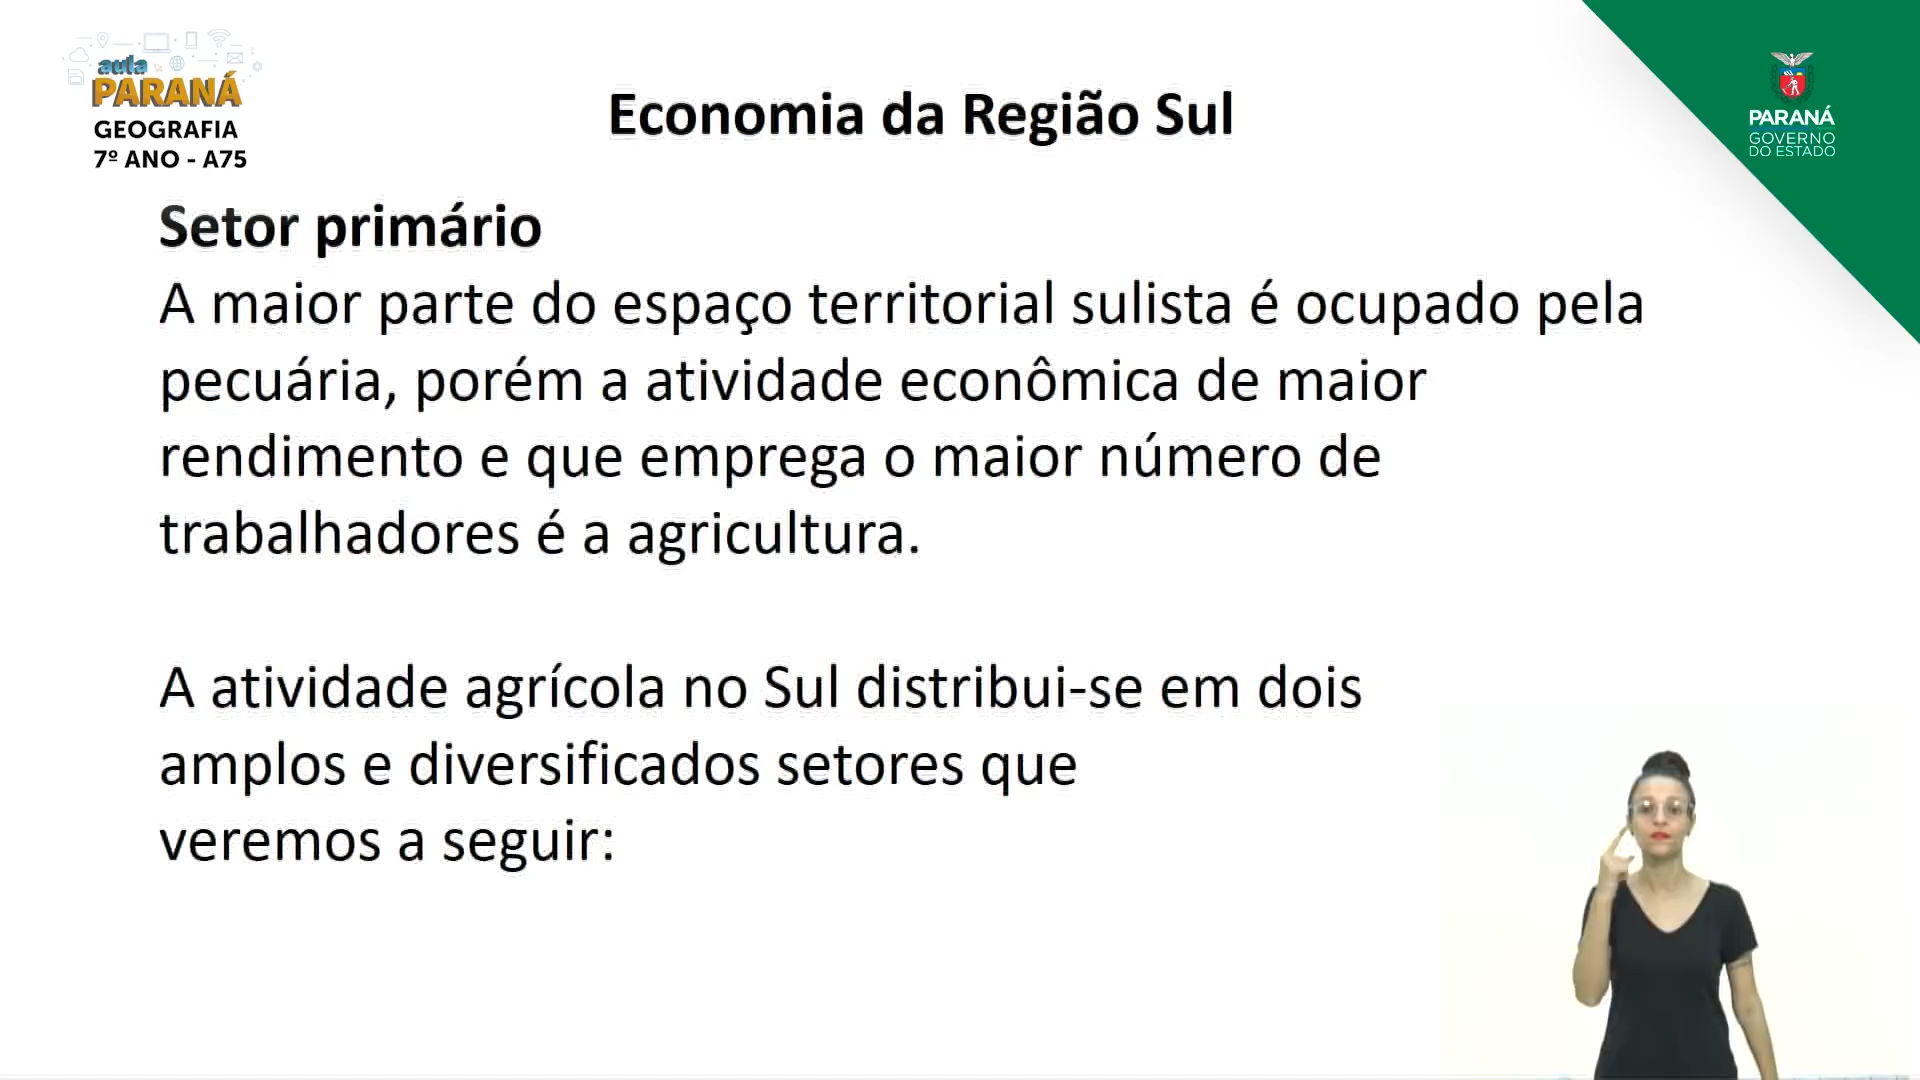 aula
PARANÁ
GEOGRAFIA
7º ANO - A75
Economia da Região Sul
PARANÁ
GOVERNO
DO ESTADO
Setor primário
A maior parte do espaço territorial sulista é ocupado pela
pecuária, porém a atividade econômica de maior
rendimento e que emprega o maior número de
trabalhadores é a agricultura.
A atividade agrícola no Sul distribui-se em dois
amplos e diversificados setores que
veremos a seguir: